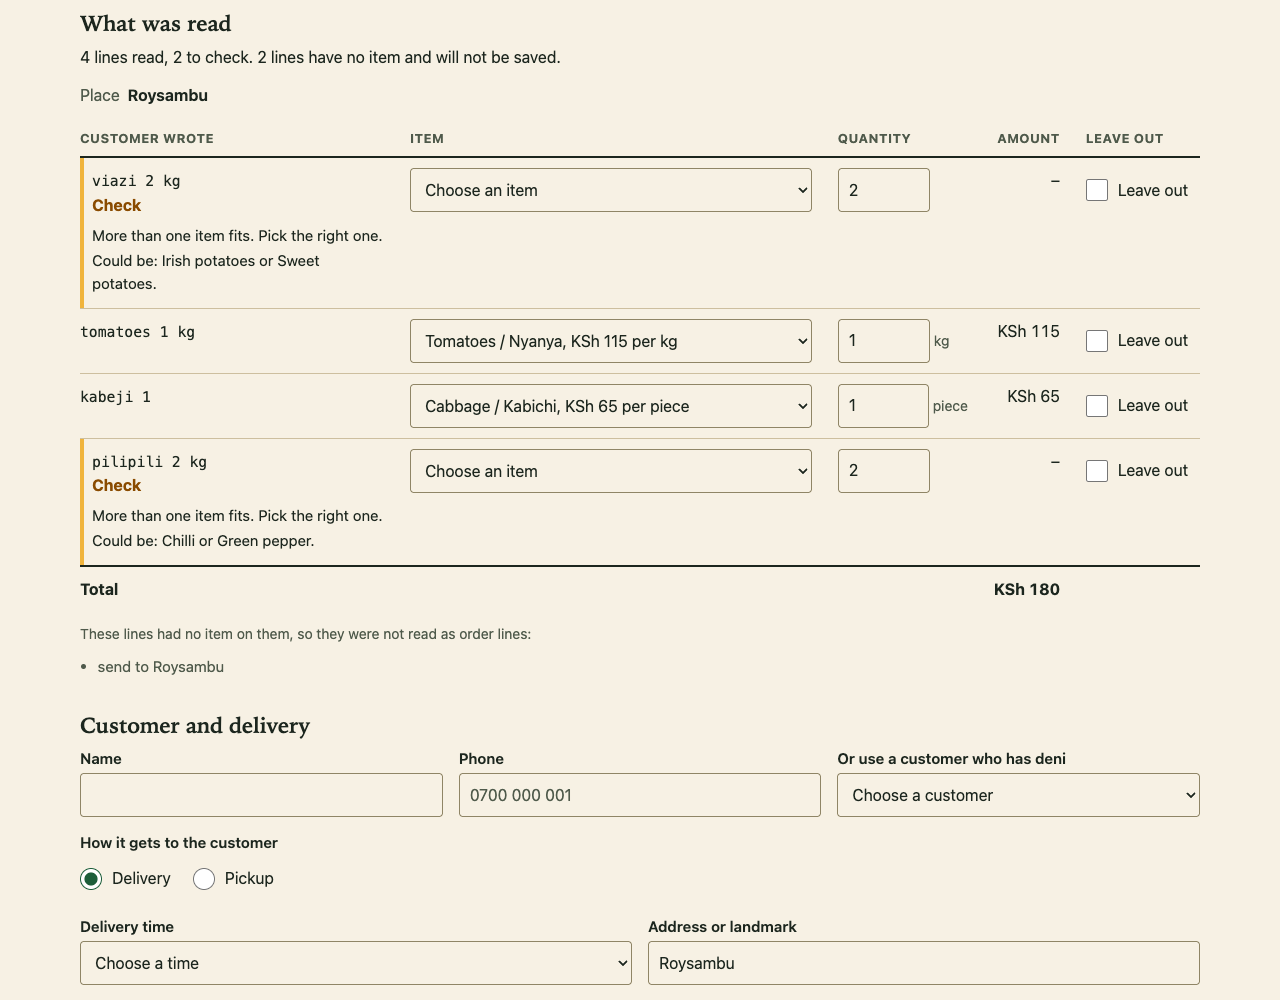 What was read
4 lines read, 2 to check. 2 lines have no item and will not be saved.
Place Roysambu
CUSTOMER WROTE ITEM QUANTITY AMOUNT LEAVE OUT
viazi 2 kg Choose an item 2 – Leave out
Check
More than one item fits. Pick the right one.
Could be: Irish potatoes or Sweet
potatoes.
tomatoes 1 kg Tomatoes / Nyanya, KSh 115 per kg 1 kg KSh 115 Leave out
kabeji 1 Cabbage / Kabichi, KSh 65 per piece 1 piece KSh 65 Leave out
pilipili 2 kg Choose an item 2 – Leave out
Check
More than one item fits. Pick the right one.
Could be: Chilli or Green pepper.
Total KSh 180
These lines had no item on them, so they were not read as order lines:
• send to Roysambu
Customer and delivery
Name Phone Or use a customer who has deni
0700 000 001 Choose a customer
How it gets to the customer
Delivery Pickup
Delivery time Address or landmark
Choose a time Roysambu